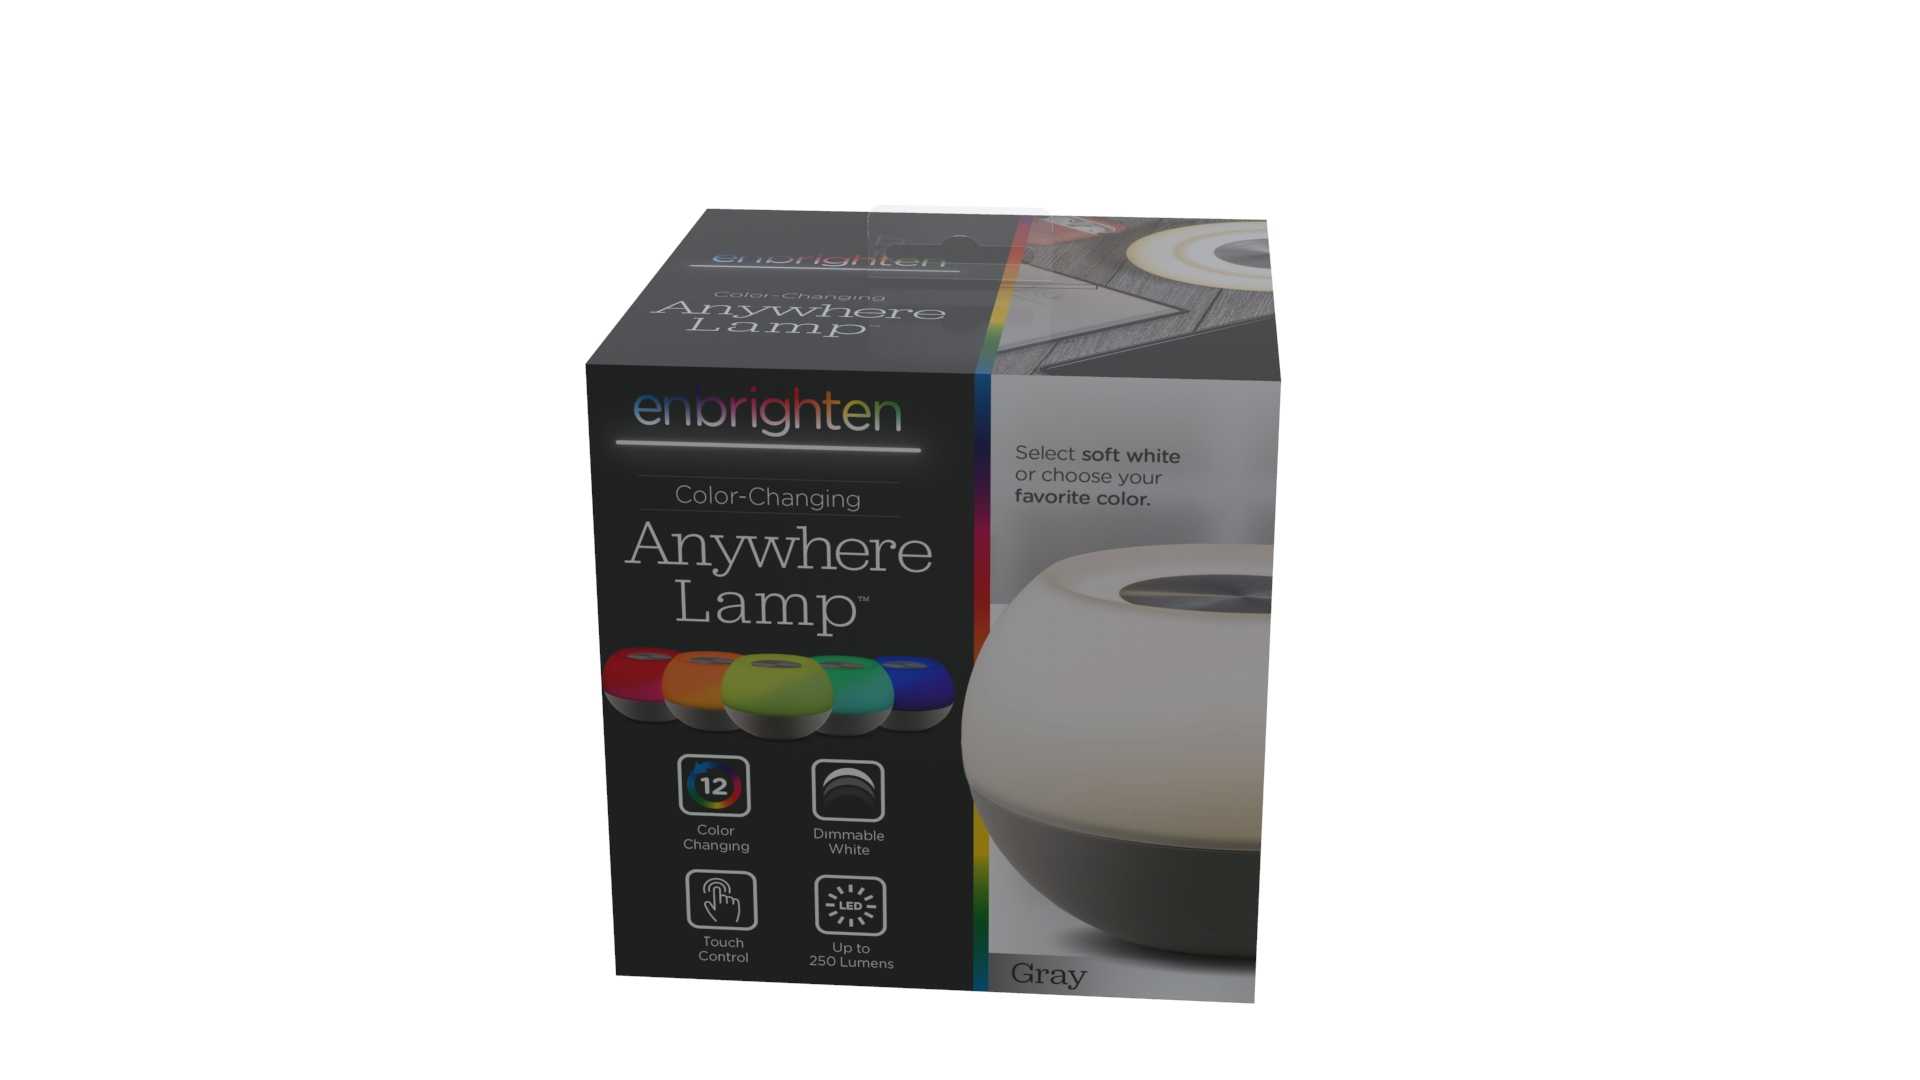 enbrighten
Color-Changing
Anywhere
Lamp
enbrighten
Color-Changing
Anywhere
Lamp™
12
Color
Changing
Dimmable
White
Touch
Control
LED
Up to
250 Lumens
Select soft white
or choose your
favorite color.
Gray